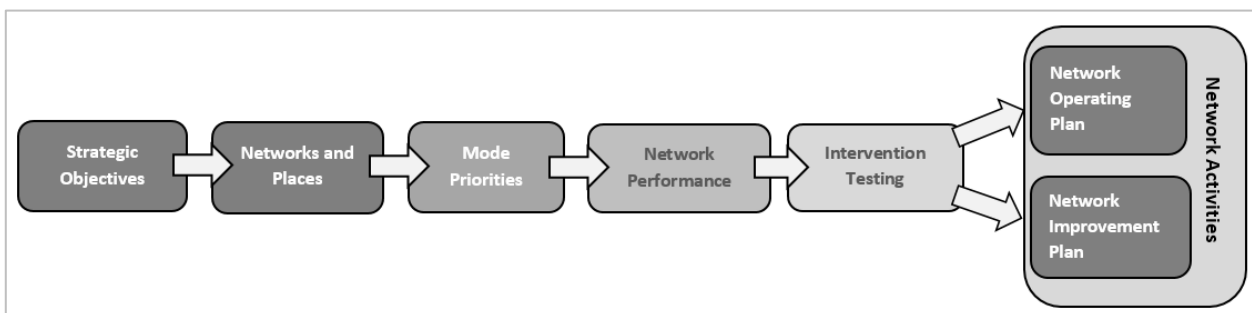 Strategic
Objectives
Networks and
Places
Mode
Priorities
Network
Performance
Intervention
Testing
Network
Operating
Plan
Network
Improvement
Plan
Network Activities